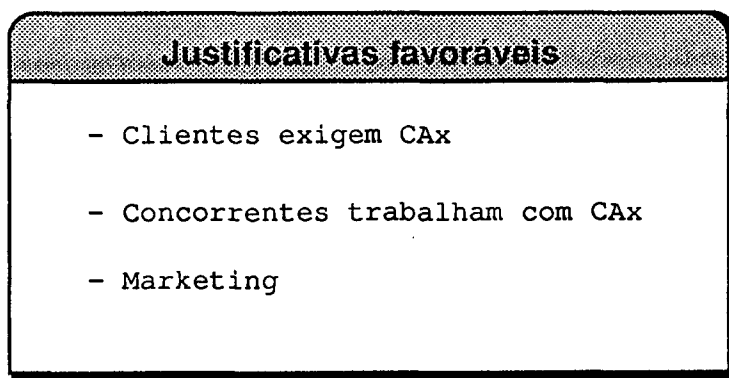 Justificativas favoráveis
- Clientes exigem CAx
- Concorrentes trabalham com CAx
- Marketing